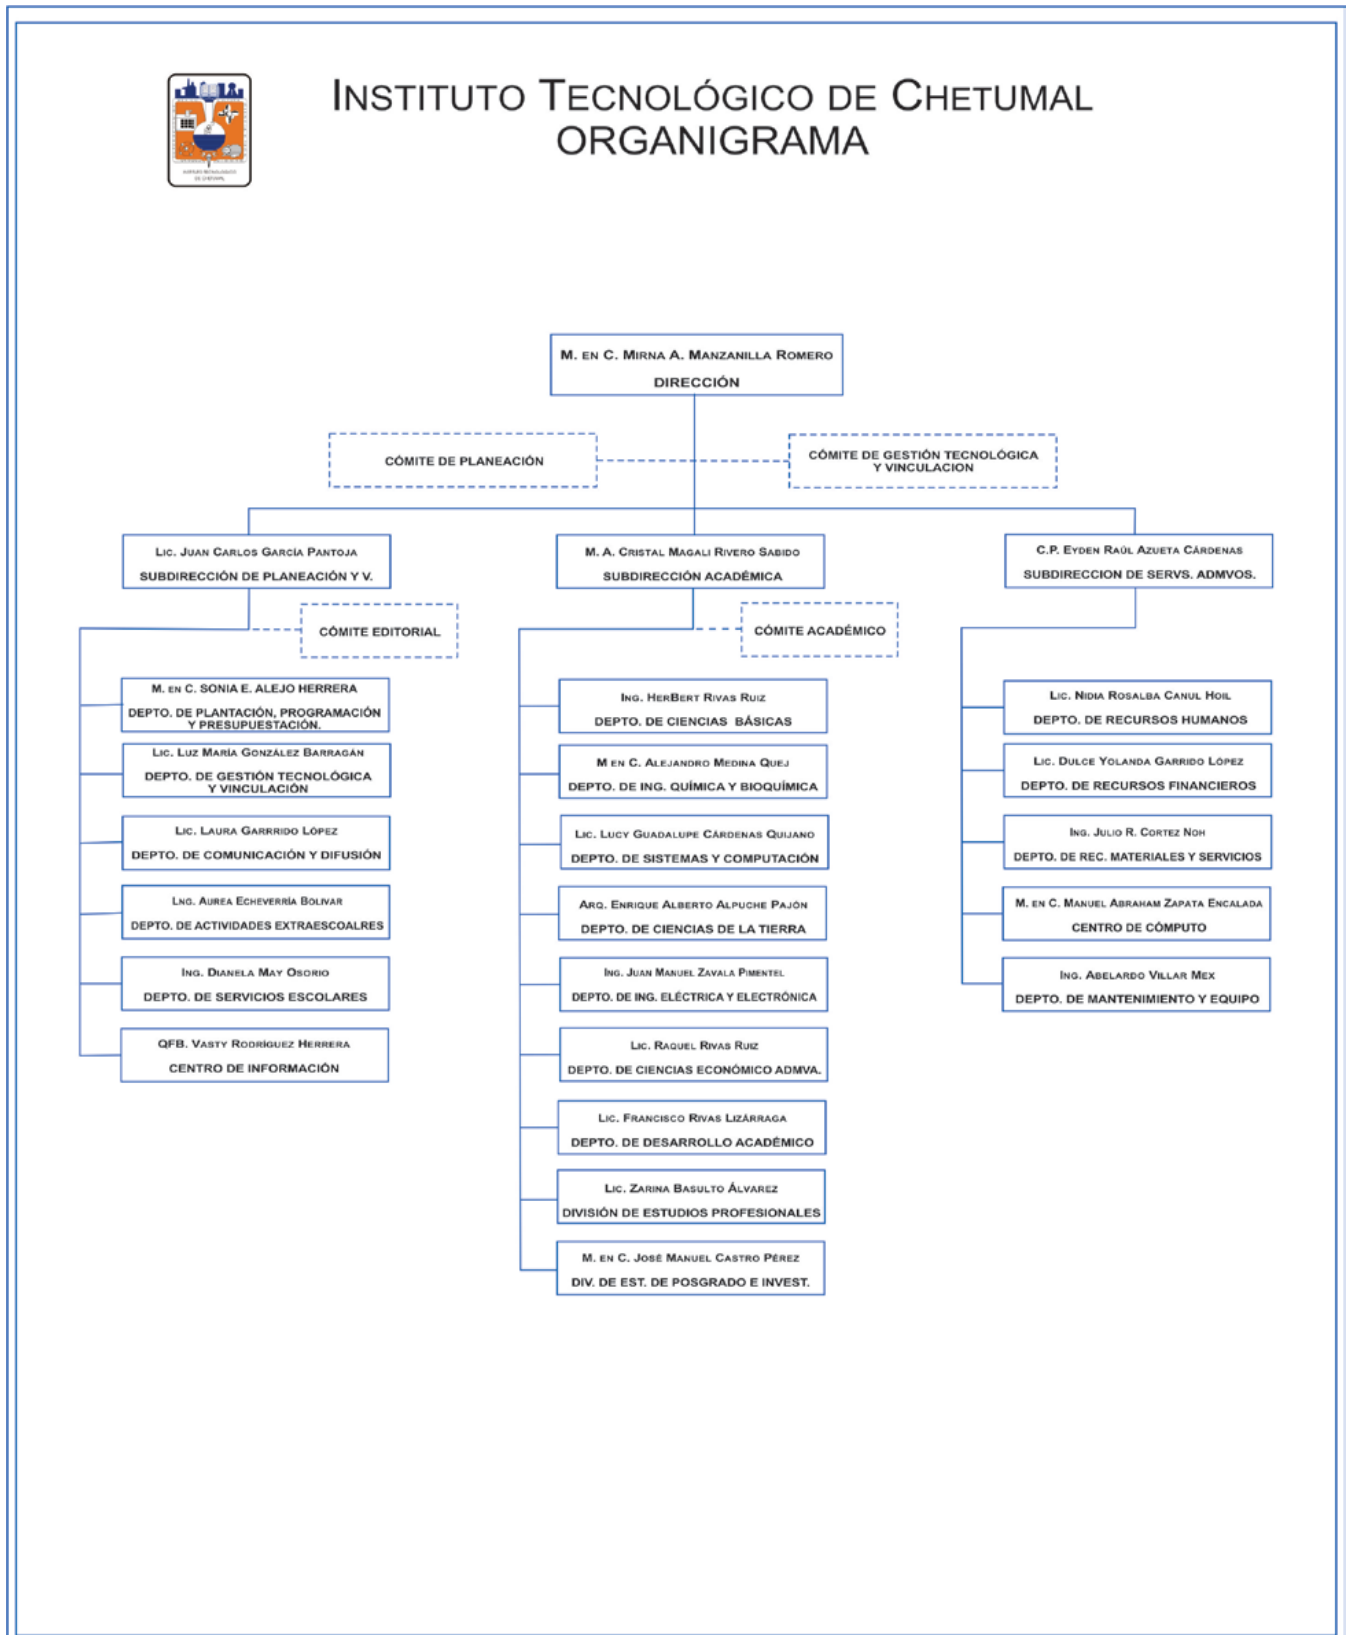 INSTITUTO TECNOLÓGICO DE CHETUMAL
ORGANIGRAMA
INSTITUTO TECNOLOGICO
DE CHETUMAL
M. EN C. MIRNA A. MANZANILLA ROMERO
DIRECCIÓN
CÓMITE DE PLANEACIÓN
CÓMITE DE GESTIÓN TECNOLÓGICA
Y VINCULACION
LIC. JUAN CARLOS GARCÍA PANTOJA
SUBDIRECCIÓN DE PLANEACIÓN Y V.
M. A. CRISTAL MAGALI RIVERO SABIDO
SUBDIRECCIÓN ACADÉMICA
C.P. EYDEN RAÚL AZUETA CÁRDENAS
SUBDIRECCION DE SERVS. ADMVOS.
CÓMITE EDITORIAL
CÓMITE ACADÉMICO
M. EN C. SONIA E. ALEJO HERRERA
DEPTO. DE PLANTACIÓN, PROGRAMACIÓN
Y PRESUPUESTACIÓN.
LIC. LUZ MARÍA GONZÁLEZ BARRAGÁN
DEPTO. DE GESTIÓN TECNOLÓGICA
Y VINCULACIÓN
LIC. LAURA GARRRIDO LÓPEZ
DEPTO. DE COMUNICACIÓN Y DIFUSIÓN
LNG. AUREA ECHEVERRÍA BOLIVAR
DEPTO. DE ACTIVIDADES EXTRAESCOALRES
ING. DIANELA MAY OSORIO
DEPTO. DE SERVICIOS ESCOLARES
QFB. VASTY RODRÍGUEZ HERRERA
CENTRO DE INFORMACIÓN
ING. HERBERT RIVAS RUIZ
DEPTO. DE CIENCIAS BÁSICAS
M EN C. ALEJANDRO MEDINA QUEJ
DEPTO. DE ING. QUÍMICA Y BIOQUÍMICA
LIC. LUCY GUADALUPE CÁRDENAS QUIJANO
DEPTO. DE SISTEMAS Y COMPUTACIÓN
ARQ. ENRIQUE ALBERTO ALPUCHE PAJÓN
DEPTO. DE CIENCIAS DE LA TIERRA
ING. JUAN MANUEL ZAVALA PIMENTEL
DEPTO. DE ING. ELÉCTRICA Y ELECTRÓNICA
LIC. RAQUEL RIVAS RUIZ
DEPTO. DE CIENCIAS ECONÓMICO ADMVA.
LIC. FRANCISCO RIVAS LIZÁRRAGA
DEPTO. DE DESARROLLO ACADÉMICO
LIC. ZARINA BASULTO ÁLVAREZ
DIVISIÓN DE ESTUDIOS PROFESIONALES
M. EN C. JOSÉ MANUEL CASTRO PÉREZ
DIV. DE EST. DE POSGRADO E INVEST.
LIC. NIDIA ROSALBA CANUL HOIL
DEPTO. DE RECURSOS HUMANOS
LIC. DULCE YOLANDA GARRIDO LÓPEZ
DEPTO. DE RECURSOS FINANCIEROS
ING. JULIO R. CORTEZ NOH
DEPTO. DE REC. MATERIALES Y SERVICIOS
M. EN C. MANUEL ABRAHAM ZAPATA ENCALADA
CENTRO DE CÓMPUTO
ING. ABELARDO VILLAR MEX
DEPTO. DE MANTENIMIENTO Y EQUIPO